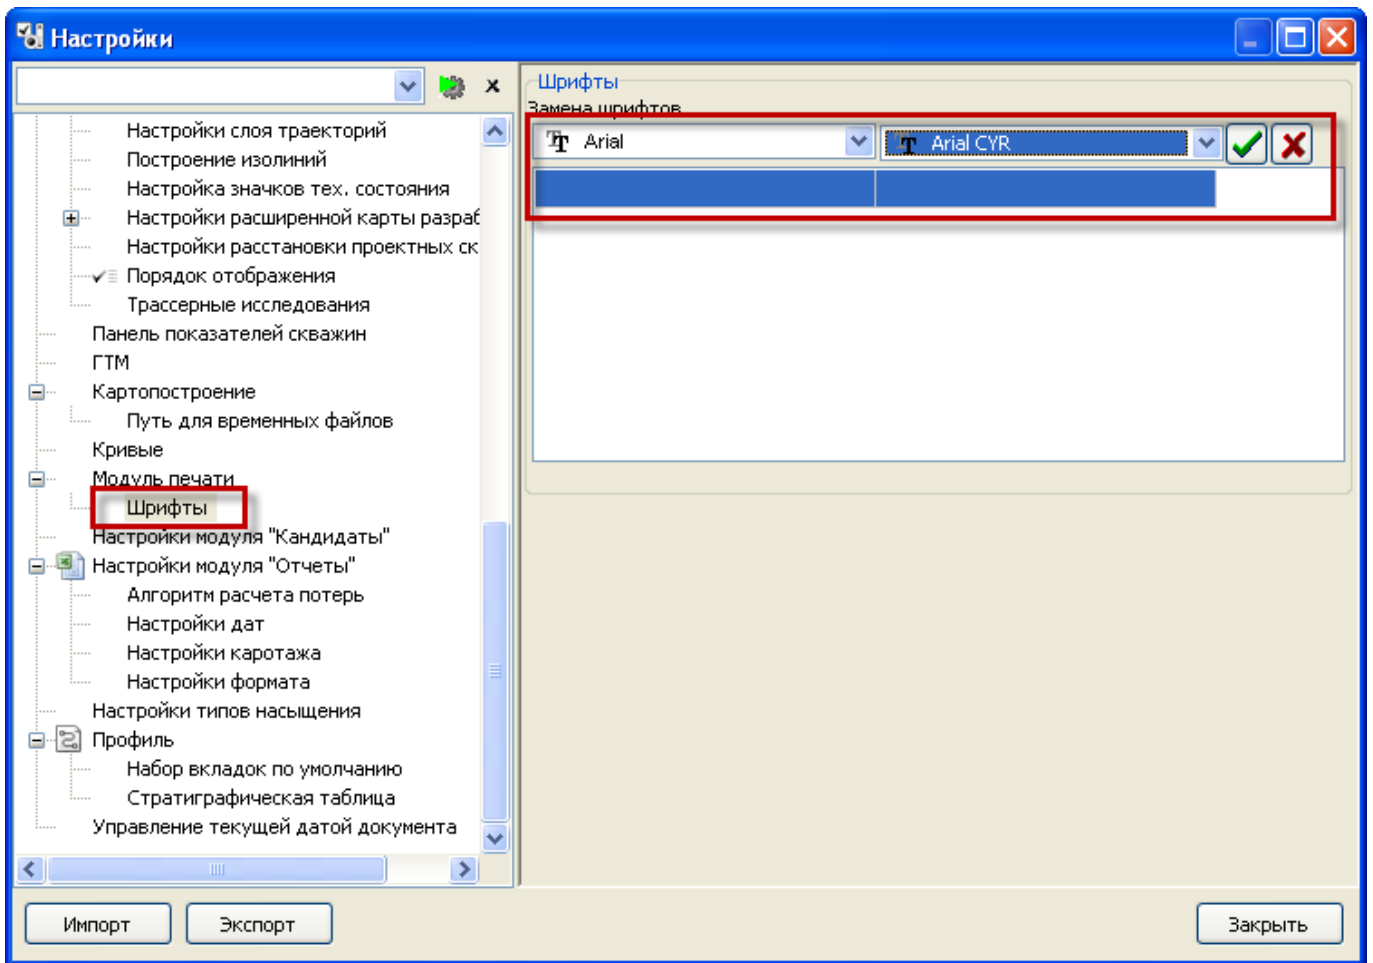 Настройки
Настройки слоя траекторий
Построение изолиний
Настройка значков тех. состояния
Настройки расширенной карты разраб
Настройки расстановки проектных ск
Порядок отображения
Трассерные исследования
Панель показателей скважин
ГТМ
Картопостроение
Путь для временных файлов
Кривые
Модуль печати
Шрифты
Настройки модуля "Кандидаты"
Настройки модуля "Отчеты"
Алгоритм расчета потерь
Настройки дат
Настройки каротажа
Настройки формата
Настройки типов насыщения
Профиль
Набор вкладок по умолчанию
Стратиграфическая таблица
Управление текущей датой документа
Шрифты
Замена шрифтов
Arial
Arial CYR
Импорт
Экспорт
Закрыть